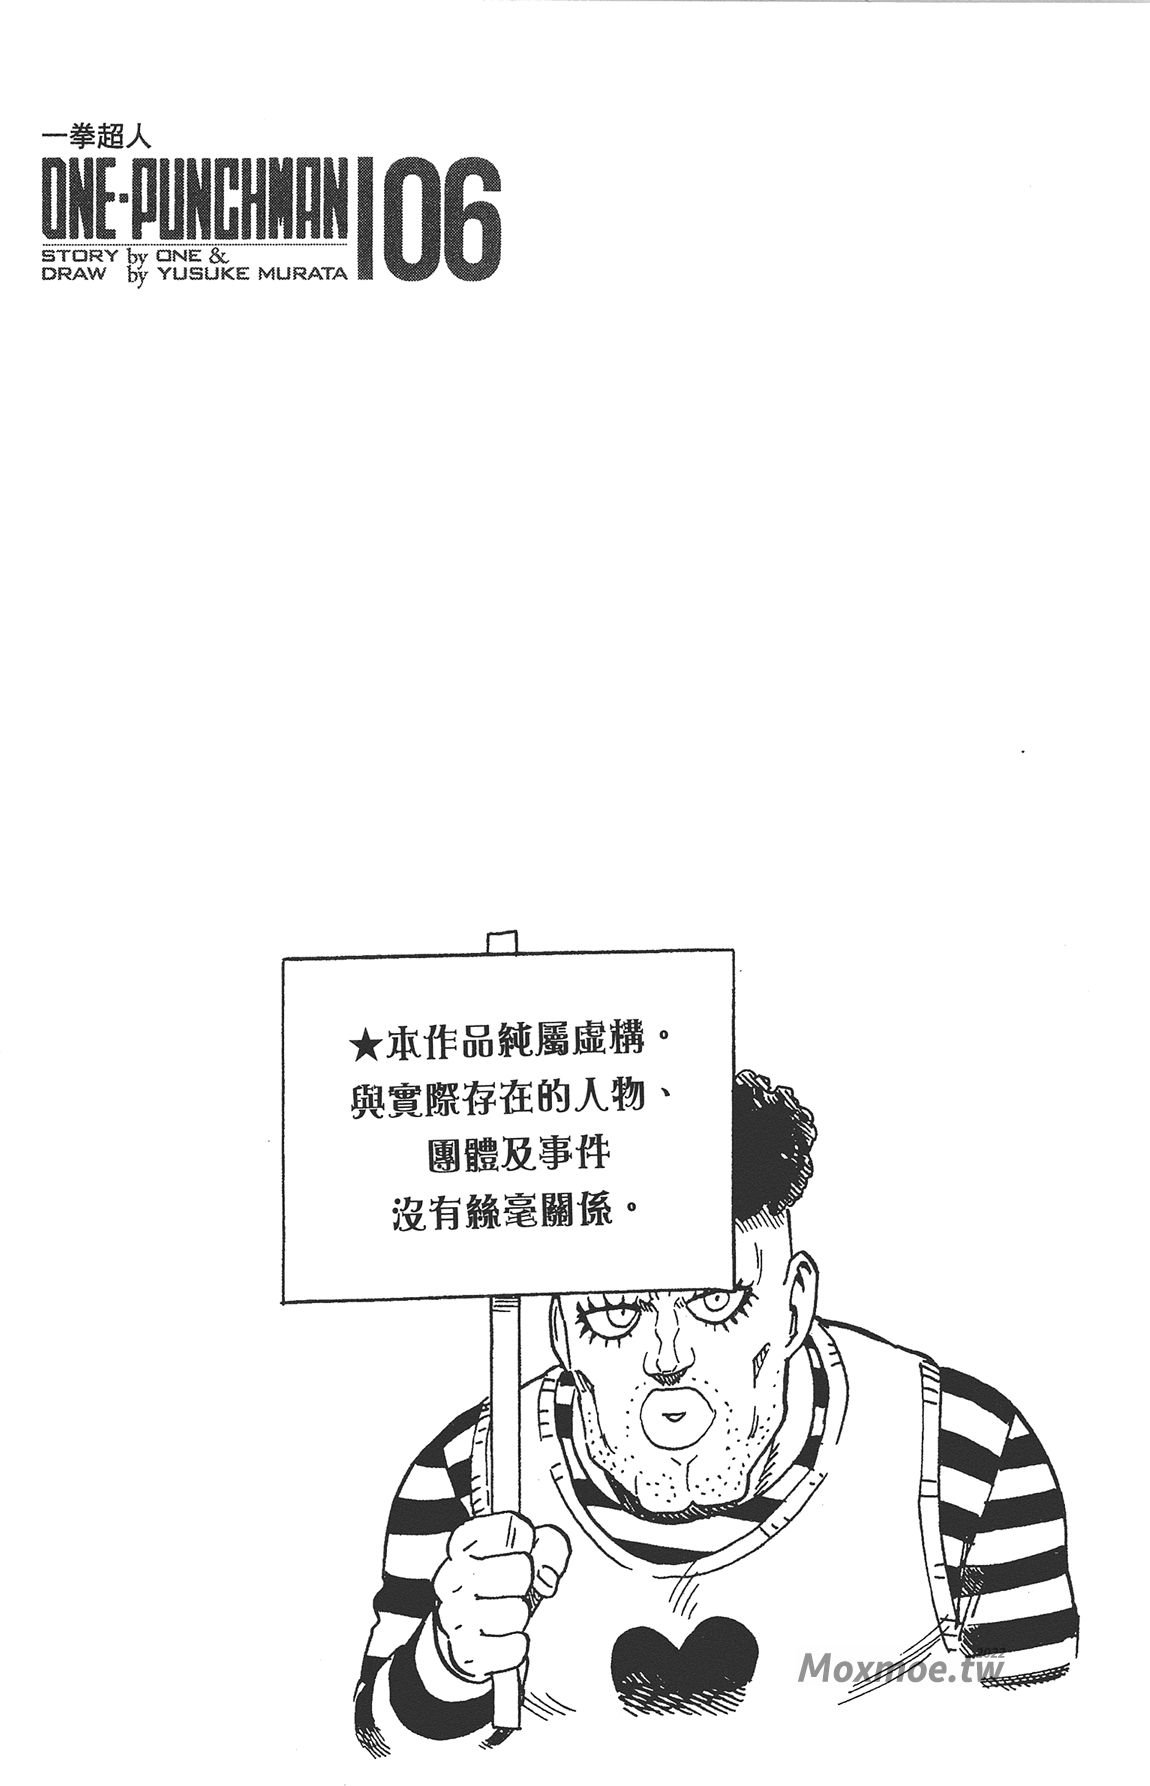 一拳超人
ONE-PUNCHMAN 106
STORY by ONE &
DRAW by YUSUKE MURATA
★本作品純屬虛構。
與實際存在的人物、
團體及事件
沒有絲毫關係。
2022
Moxmoe.tw